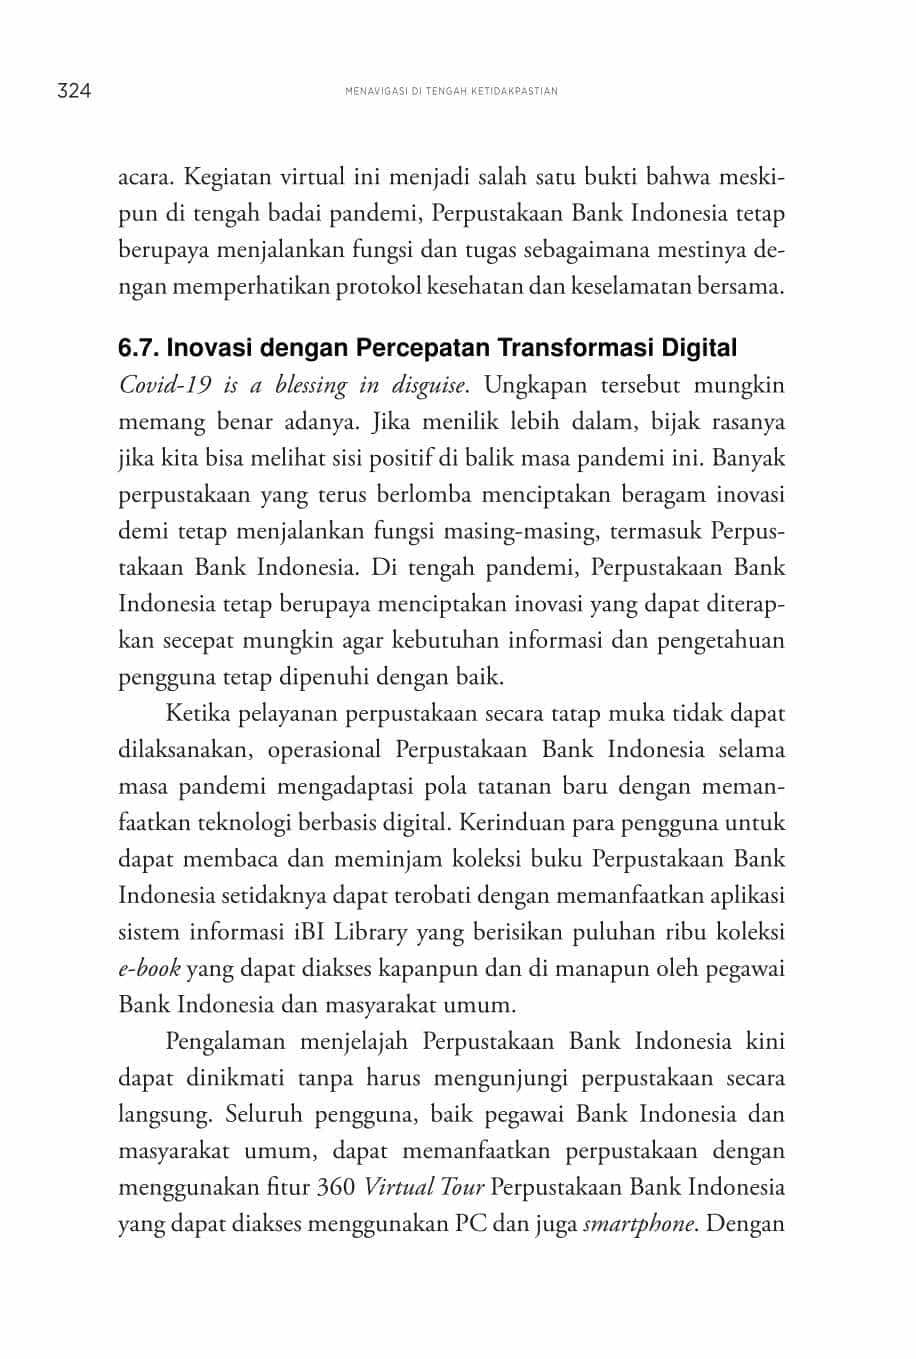 324
MENAVIGASI DI TENGAH KETIDAKPASTIAN
acara. Kegiatan virtual ini menjadi salah satu bukti bahwa meski-
pun di tengah badai pandemi, Perpustakaan Bank Indonesia tetap
berupaya menjalankan fungsi dan tugas sebagaimana mestinya de-
ngan memperhatikan protokol kesehatan dan keselamatan bersama.
6.7. Inovasi dengan Percepatan Transformasi Digital
Covid-19 is a blessing in disguise. Ungkapan tersebut mungkin
memang benar adanya. Jika menilik lebih dalam, bijak rasanya
jika kita bisa melihat sisi positif di balik masa pandemi ini. Banyak
perpustakaan yang terus berlomba menciptakan beragam inovasi
demi tetap menjalankan fungsi masing-masing, termasuk Perpus-
takaan Bank Indonesia. Di tengah pandemi, Perpustakaan Bank
Indonesia tetap berupaya menciptakan inovasi yang dapat diterap-
kan secepat mungkin agar kebutuhan informasi dan pengetahuan
pengguna tetap dipenuhi dengan baik.
Ketika pelayanan perpustakaan secara tatap muka tidak dapat
dilaksanakan, operasional Perpustakaan Bank Indonesia selama
masa pandemi mengadaptasi pola tatanan baru dengan meman-
faatkan teknologi berbasis digital. Kerinduan para pengguna untuk
dapat membaca dan meminjam koleksi buku Perpustakaan Bank
Indonesia setidaknya dapat terobati dengan memanfaatkan aplikasi
sistem informasi iBI Library yang berisikan puluhan ribu koleksi
e-book yang dapat diakses kapanpun dan di manapun oleh pegawai
Bank Indonesia dan masyarakat umum.
Pengalaman menjelajah Perpustakaan Bank Indonesia kini
dapat dinikmati tanpa harus mengunjungi perpustakaan secara
langsung. Seluruh pengguna, baik pegawai Bank Indonesia dan
masyarakat umum, dapat memanfaatkan perpustakaan dengan
menggunakan fitur 360 Virtual Tour Perpustakaan Bank Indonesia
yang dapat diakses menggunakan PC dan juga smartphone. Dengan